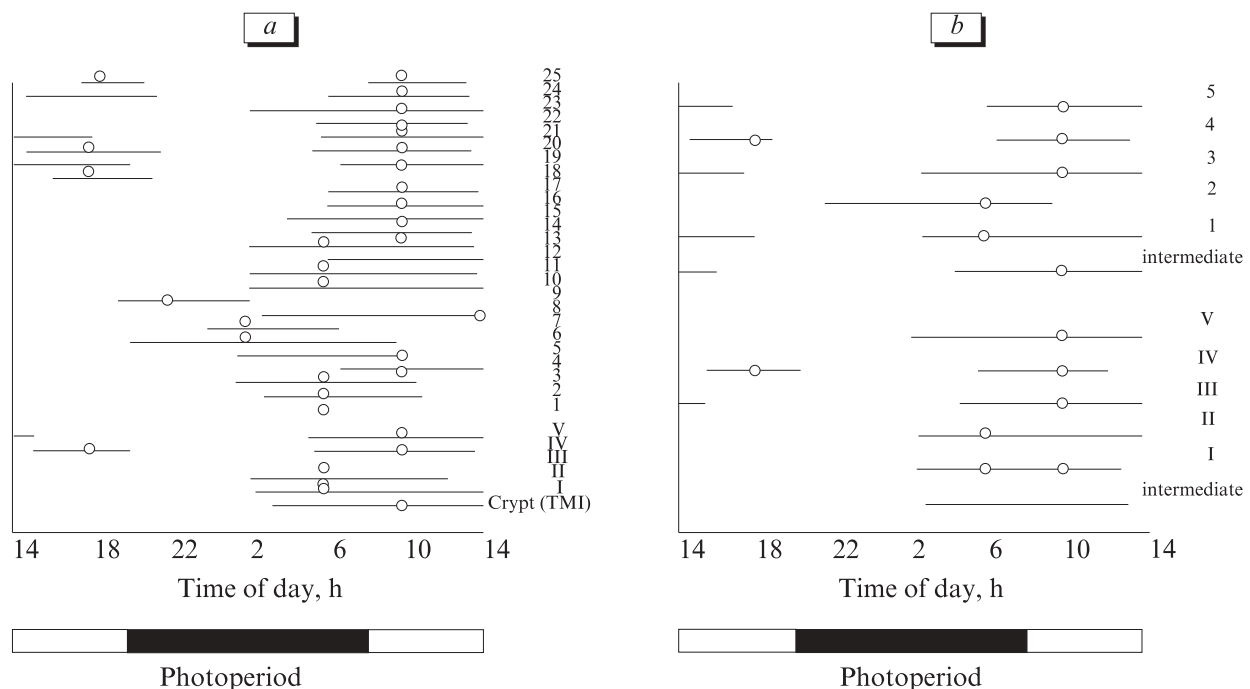 a
25
24
23
22
21
20
19
18
17
16
15
14
13
12
11
10
9
8
7
6
5
4
3
2
1
V
IV
III
II
I
Crypt (TMI)
14 18 22 2 6 10 14
Time of day, h
Photoperiod
b
5
4
3
2
1
intermediate
V
IV
III
II
I
intermediate
14 18 22 2 6 10 14
Time of day, h
Photoperiod